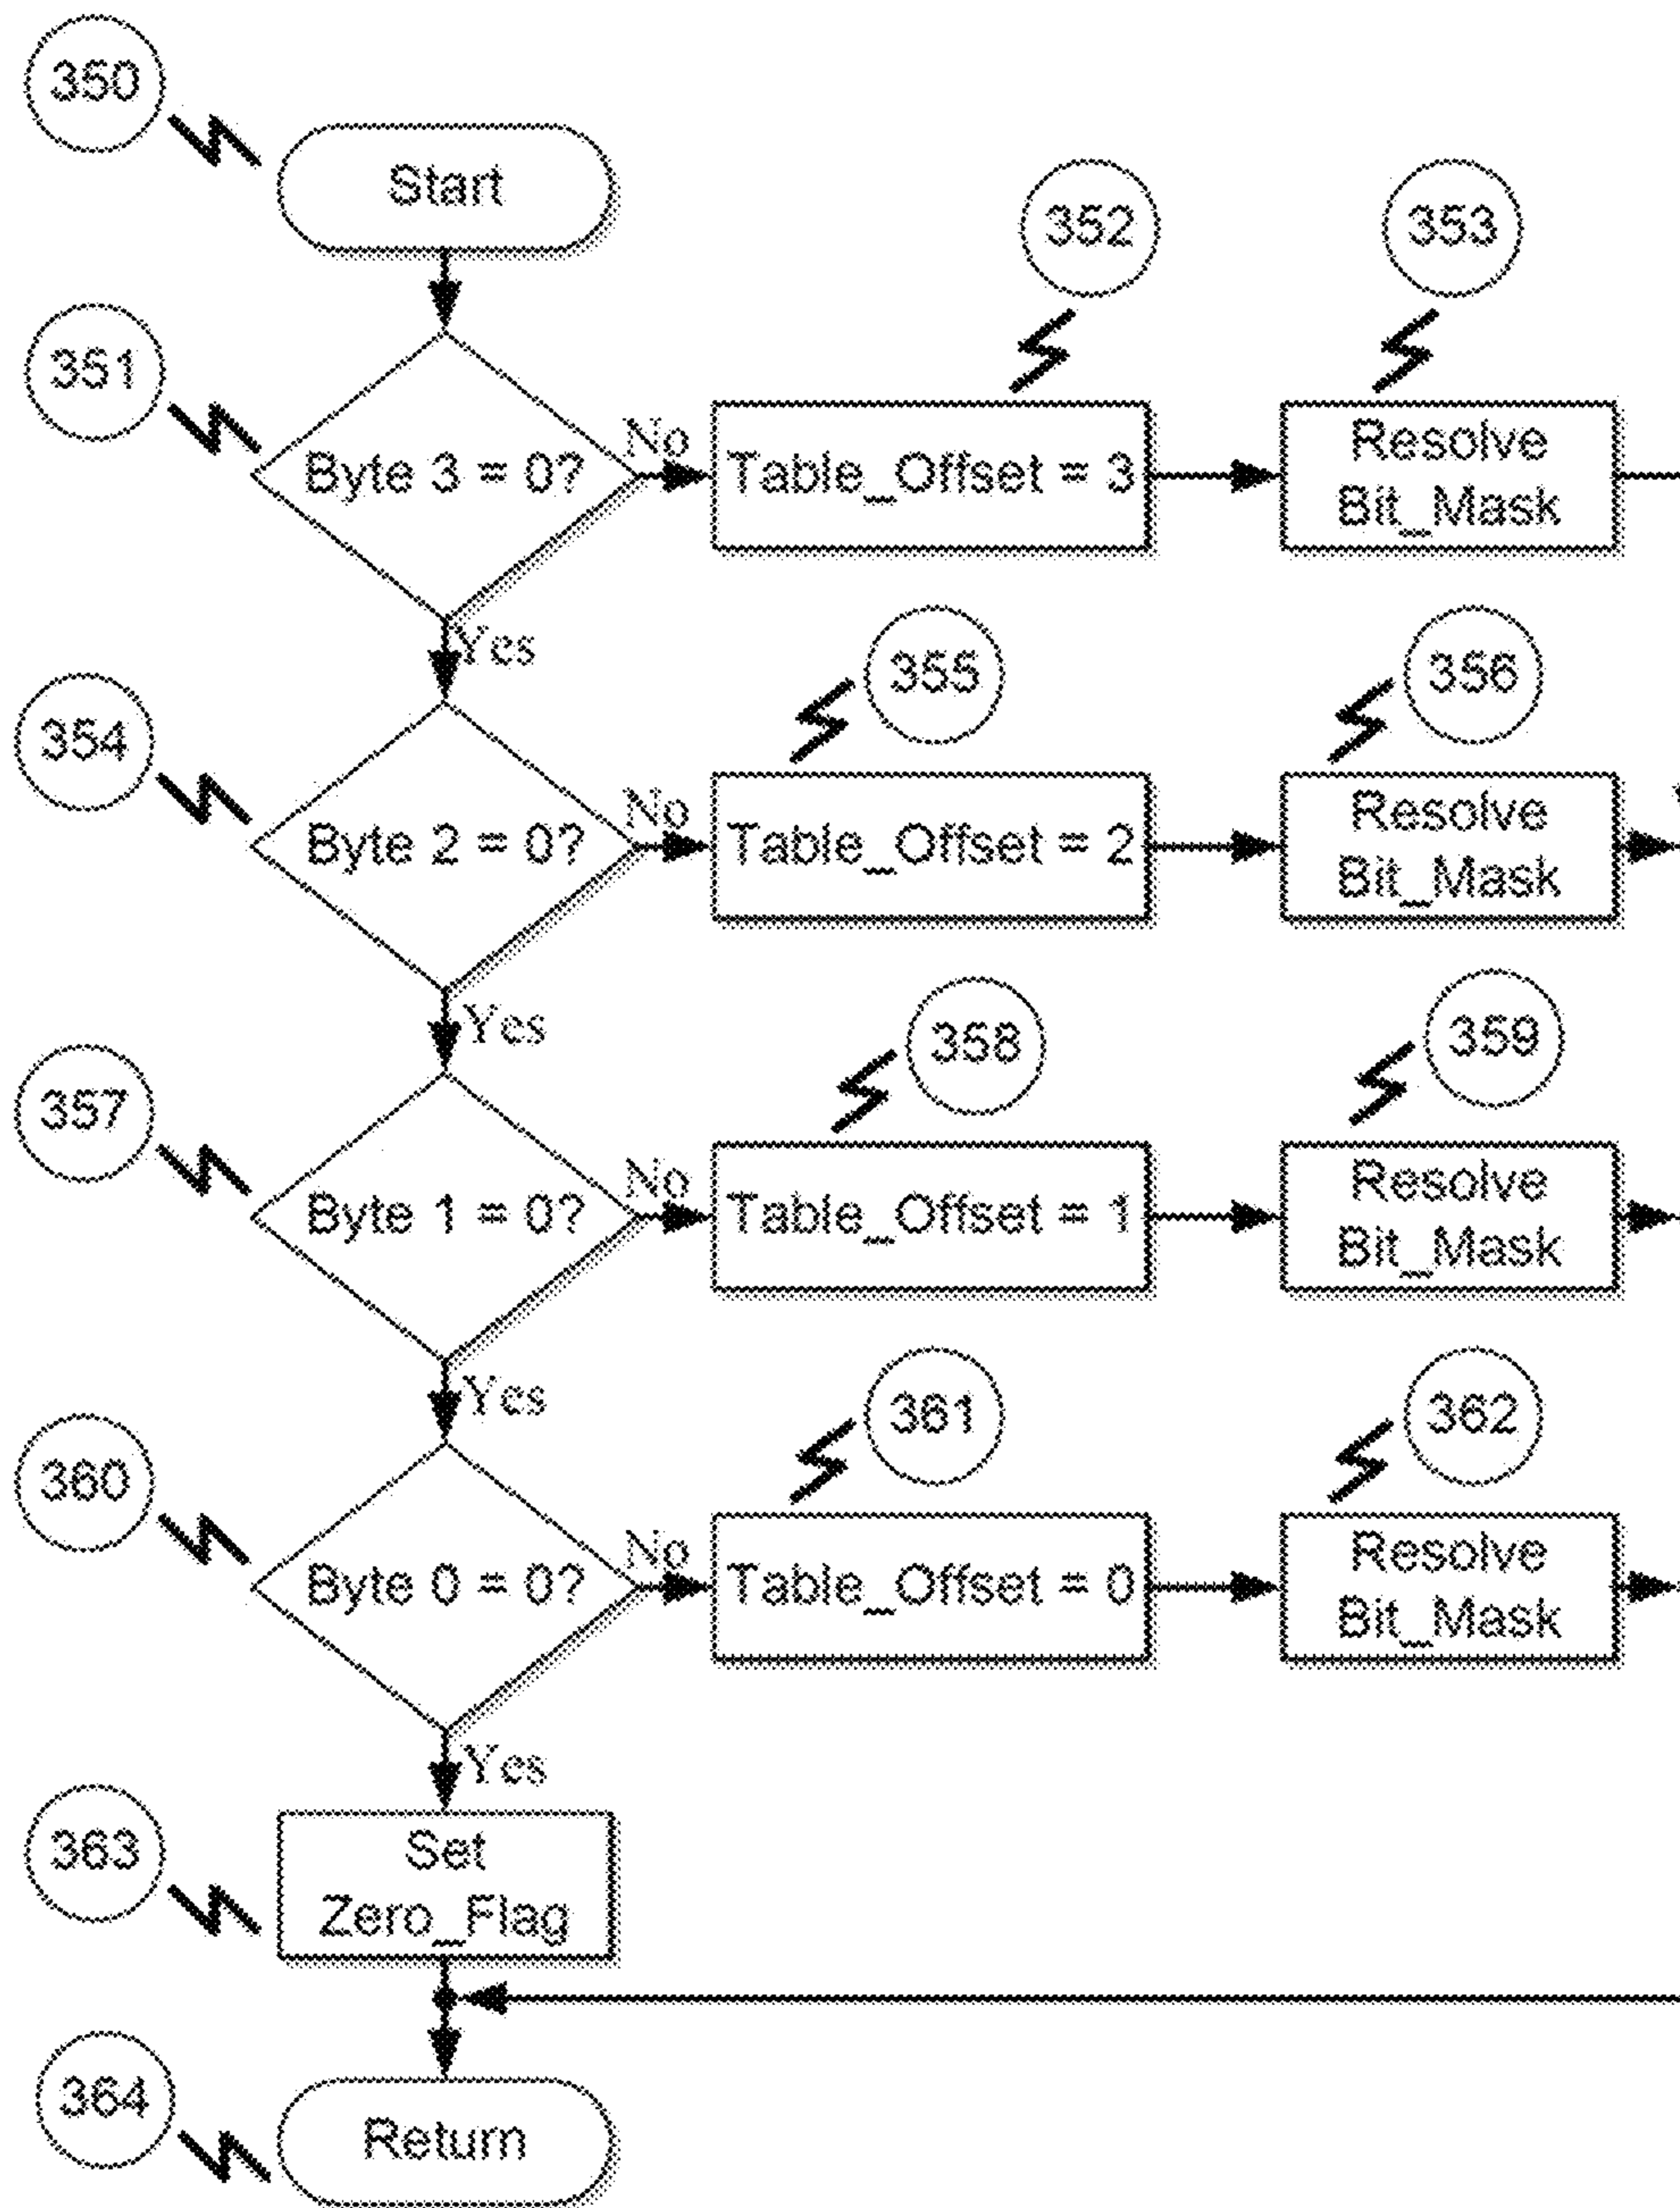 350
Start
352
353
351
Byte 3 = 0?
No
Table_Offset = 3
Resolve
Bit_Mask
Yes
355
356
354
Byte 2 = 0?
No
Table_Offset = 2
Resolve
Bit_Mask
Yes
358
359
357
Byte 1 = 0?
No
Table_Offset = 1
Resolve
Bit_Mask
Yes
361
362
360
Byte 0 = 0?
No
Table_Offset = 0
Resolve
Bit_Mask
Yes
363
Set
Zero_Flag
364
Return